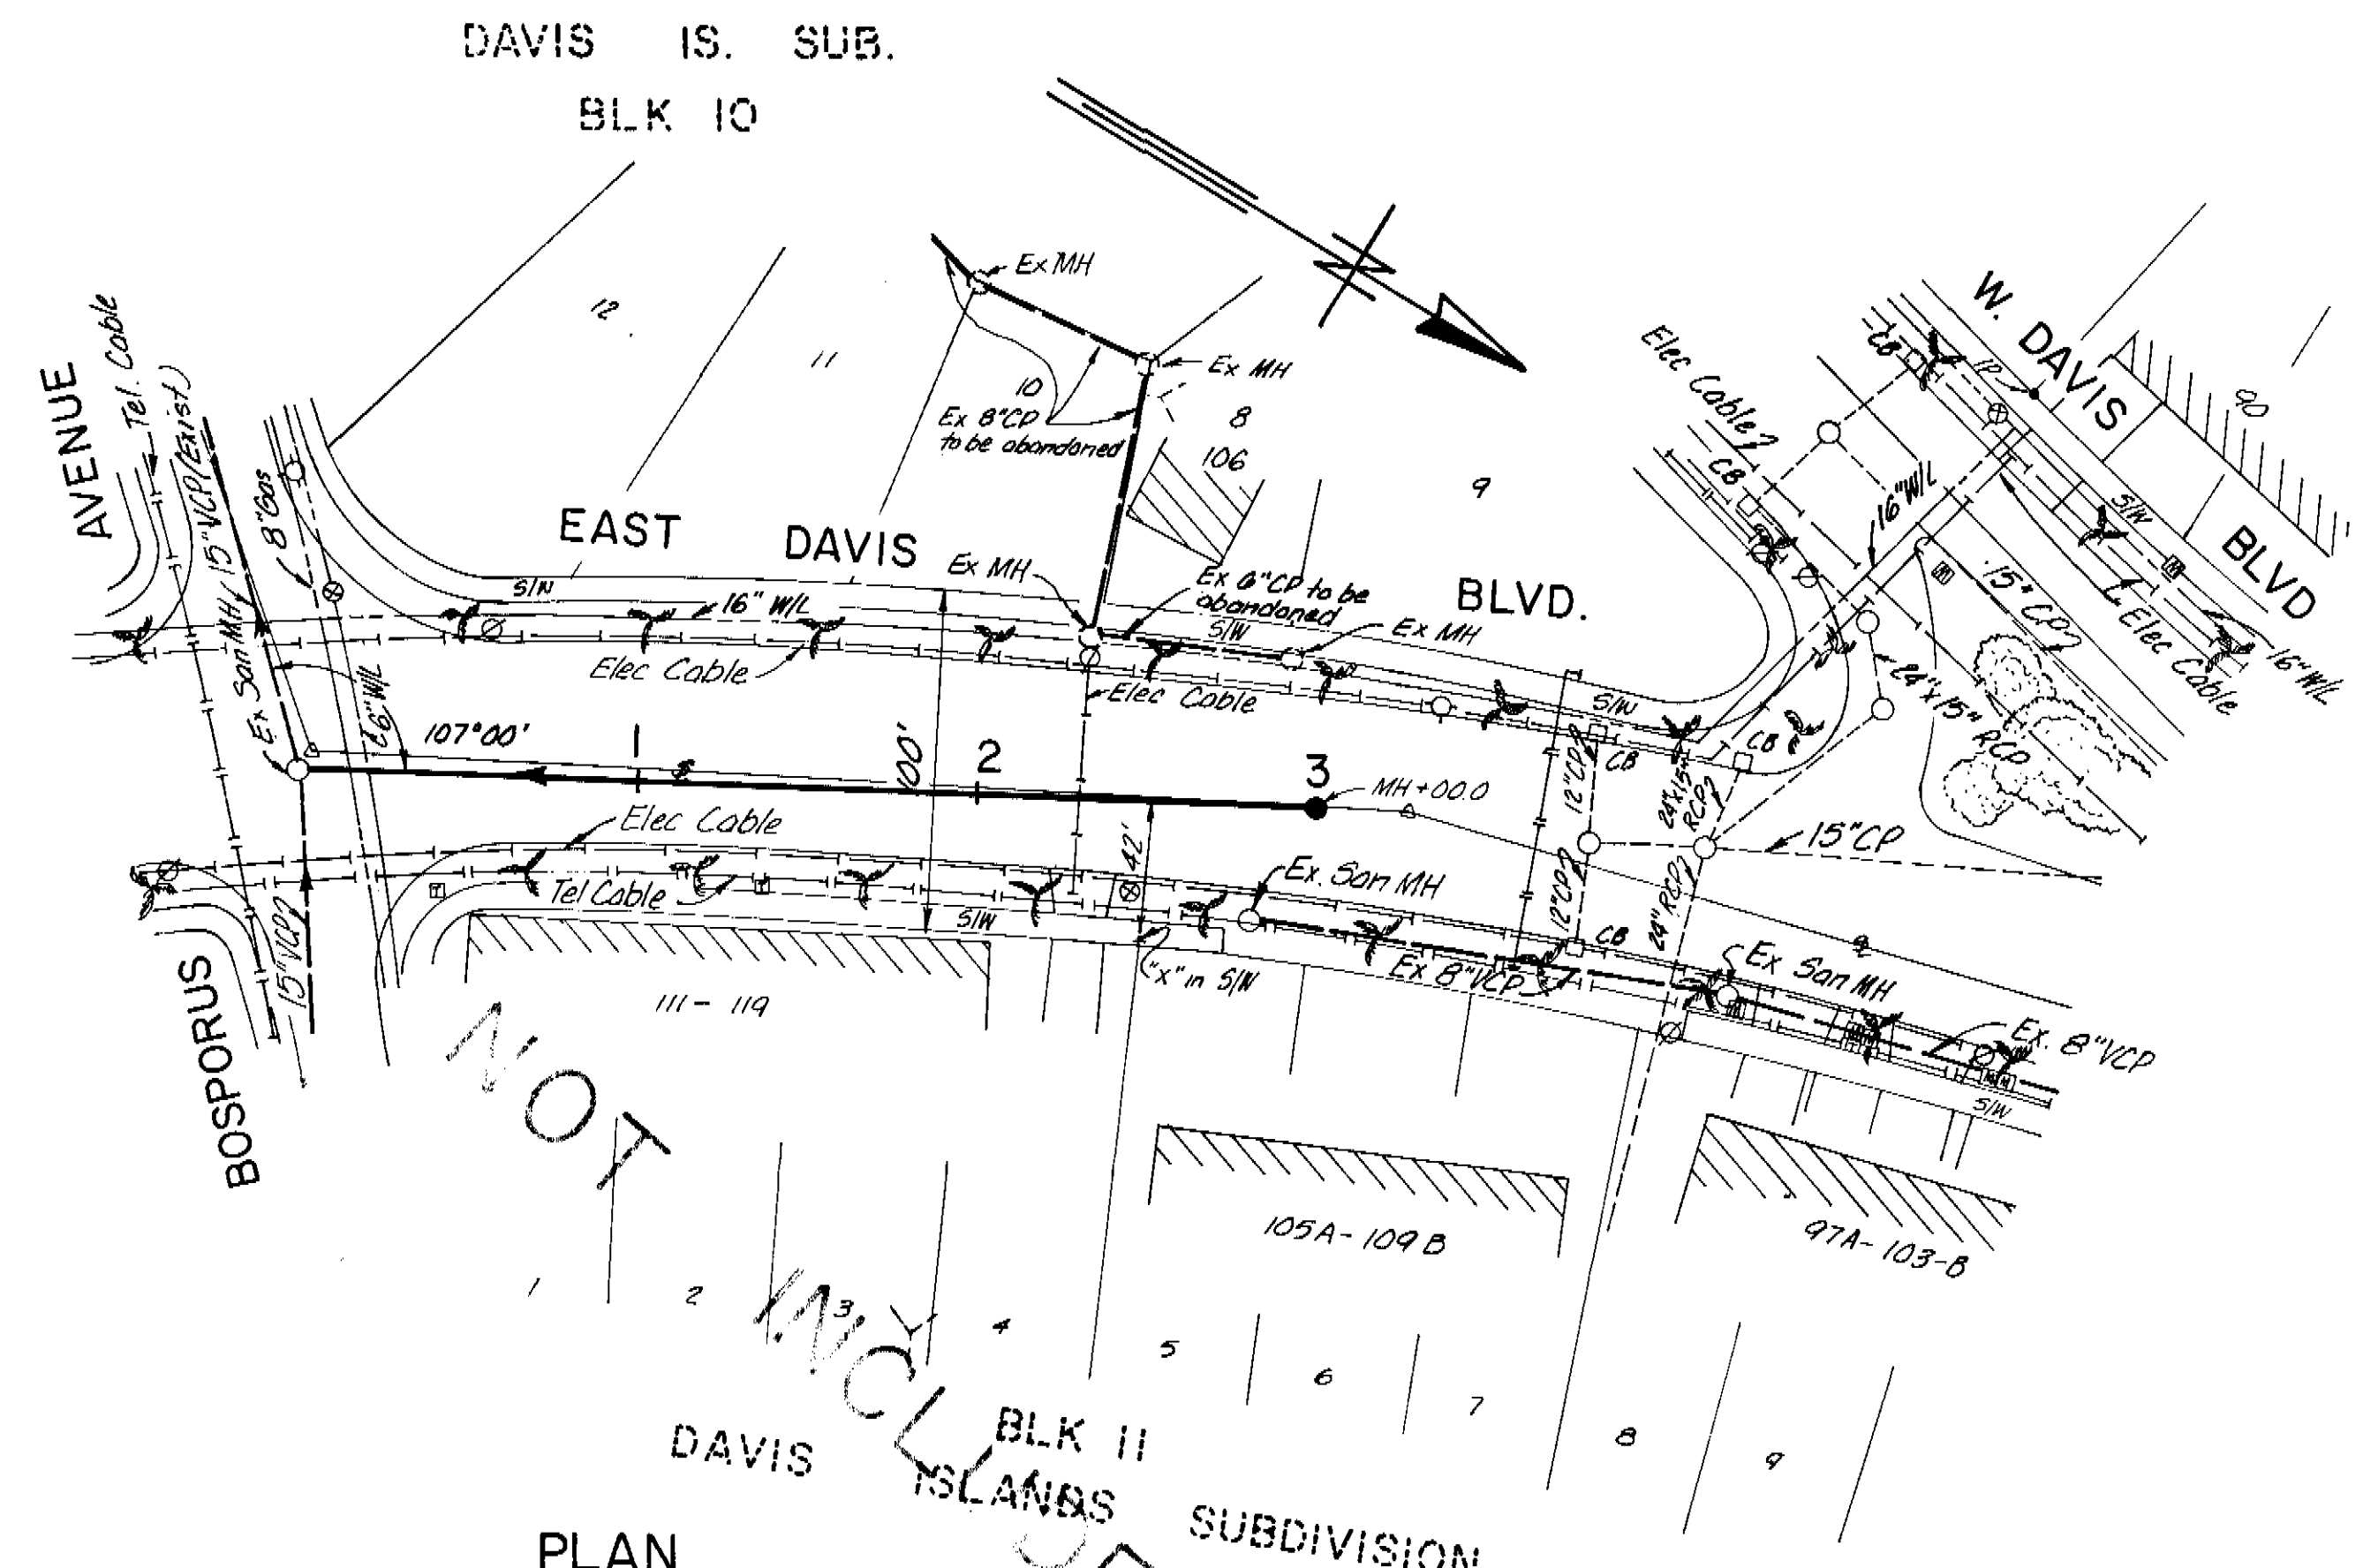 DAVIS IS. SUB.
BLK 10
Ex MH
12
11
Ex MH
10
Ex 8"CP
to be abandoned
8
106
9
AVENUE
Tel. Cable
15" VCP (Exist)
8"Gas
EAST DAVIS BLVD.
Ex MH
Ex 6"CP to be
abandoned
S/W
Ex MH
S/W
16" W/L
Elec Cable
Elec Cable
Ex San MH
6"W/L
107°00'
1
2
3
100'
MH +00.0
42'
Elec Cable
Tel Cable
S/W
Ex. San MH
"X" in S/W
Ex 8"VCP
15"VCP
BOSPORUS
111 - 119
W. DAVIS BLVD
90
Elec Cable
CB
CB
16"W/L
S/W
15" CP
Elec Cable
16" W/L
24"x15" RCP
S/W
CB
CB
12"CP
24"x15"
RCP
15"CP
12"CP
24" RCP
CB
Ex San MH
Ex. 8"VCP
S/W
105A - 109 B
97A - 103-B
1
2
3
4
5
6
7
8
9
NOT
INCL
BLK 11
DAVIS ISLANDS SUBDIVISION
PLAN